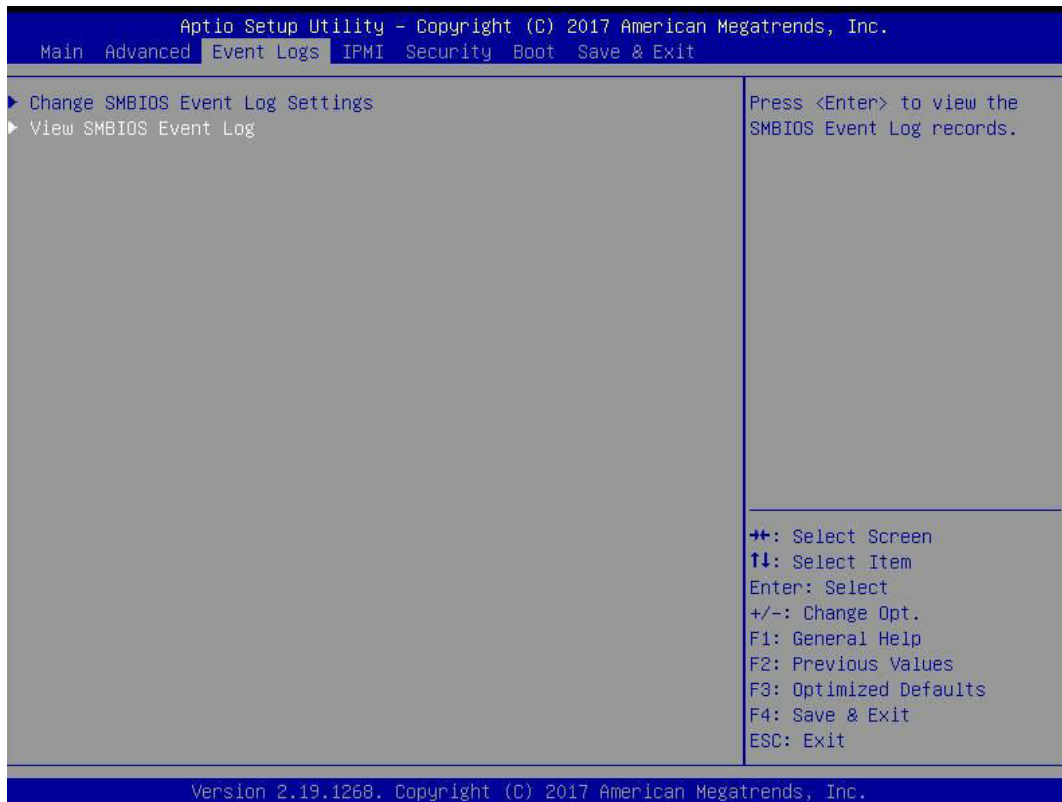 Aptio Setup Utility – Copyright (C) 2017 American Megatrends, Inc.
Main Advanced Event Logs IPMI Security Boot Save & Exit
▶ Change SMBIOS Event Log Settings
▶ View SMBIOS Event Log
Press <Enter> to view the
SMBIOS Event Log records.
→←: Select Screen
↑↓: Select Item
Enter: Select
+/-: Change Opt.
F1: General Help
F2: Previous Values
F3: Optimized Defaults
F4: Save & Exit
ESC: Exit
Version 2.19.1268. Copyright (C) 2017 American Megatrends, Inc.